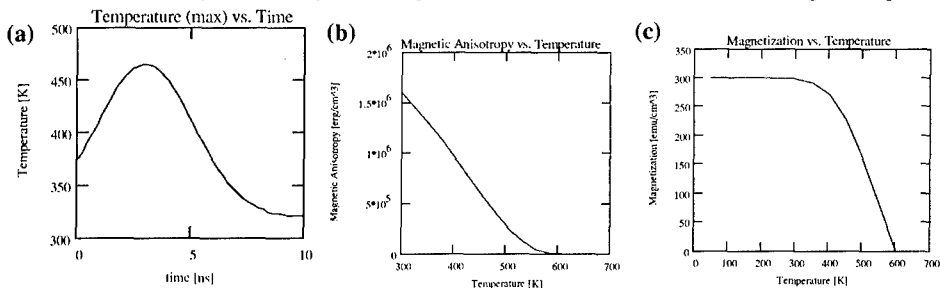 (a)
Temperature (max) vs. Time
500
450
400
350
300
Temperature [K]
0
5
10
time [ns]
(b)
Magnetic Anisotropy vs. Temperature
2*10^6
1.5*10^6
1*10^6
5*10^5
0
Magnetic Anisotropy [erg/cm^3]
300
400
500
600
700
Temperature [K]
(c)
Magnetization vs. Temperature
350
300
250
200
150
100
50
0
Magnetization [emu/cm^3]
0
100
200
300
400
500
600
700
Temperature [K]